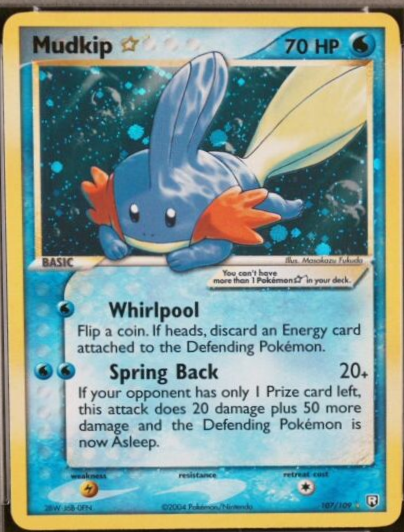 Mudkip ☆ 70 HP
BASIC
Illus. Masakazu Fukuda
You can't have
more than 1 Pokémon☆ in your deck.
Whirlpool
Flip a coin. If heads, discard an Energy card
attached to the Defending Pokémon.
Spring Back 20+
If your opponent has only 1 Prize card left,
this attack does 20 damage plus 50 more
damage and the Defending Pokémon is
now Asleep.
weakness resistance retreat cost
©2004 Pokémon/Nintendo 107/109
R